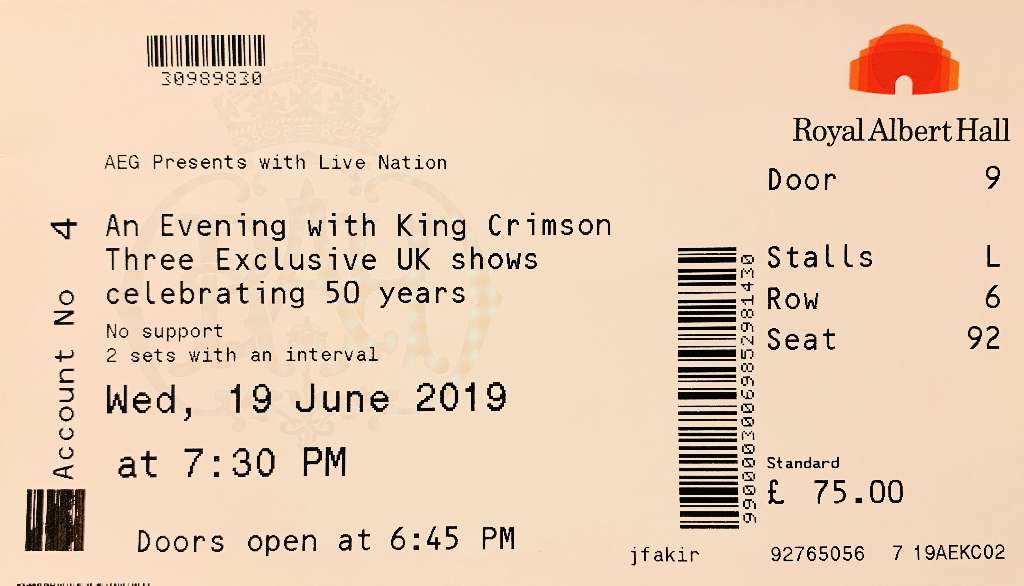 30989830
AEG Presents with Live Nation
An Evening with King Crimson
Three Exclusive UK shows
celebrating 50 years
No support
2 sets with an interval
Wed, 19 June 2019
at 7:30 PM
Doors open at 6:45 PM
Account No 4
Royal Albert Hall
Door 9
Stalls L
Row 6
Seat 92
Standard
£ 75.00
9900003006985298143​0
jfakir 92765056 7 19AEKC02